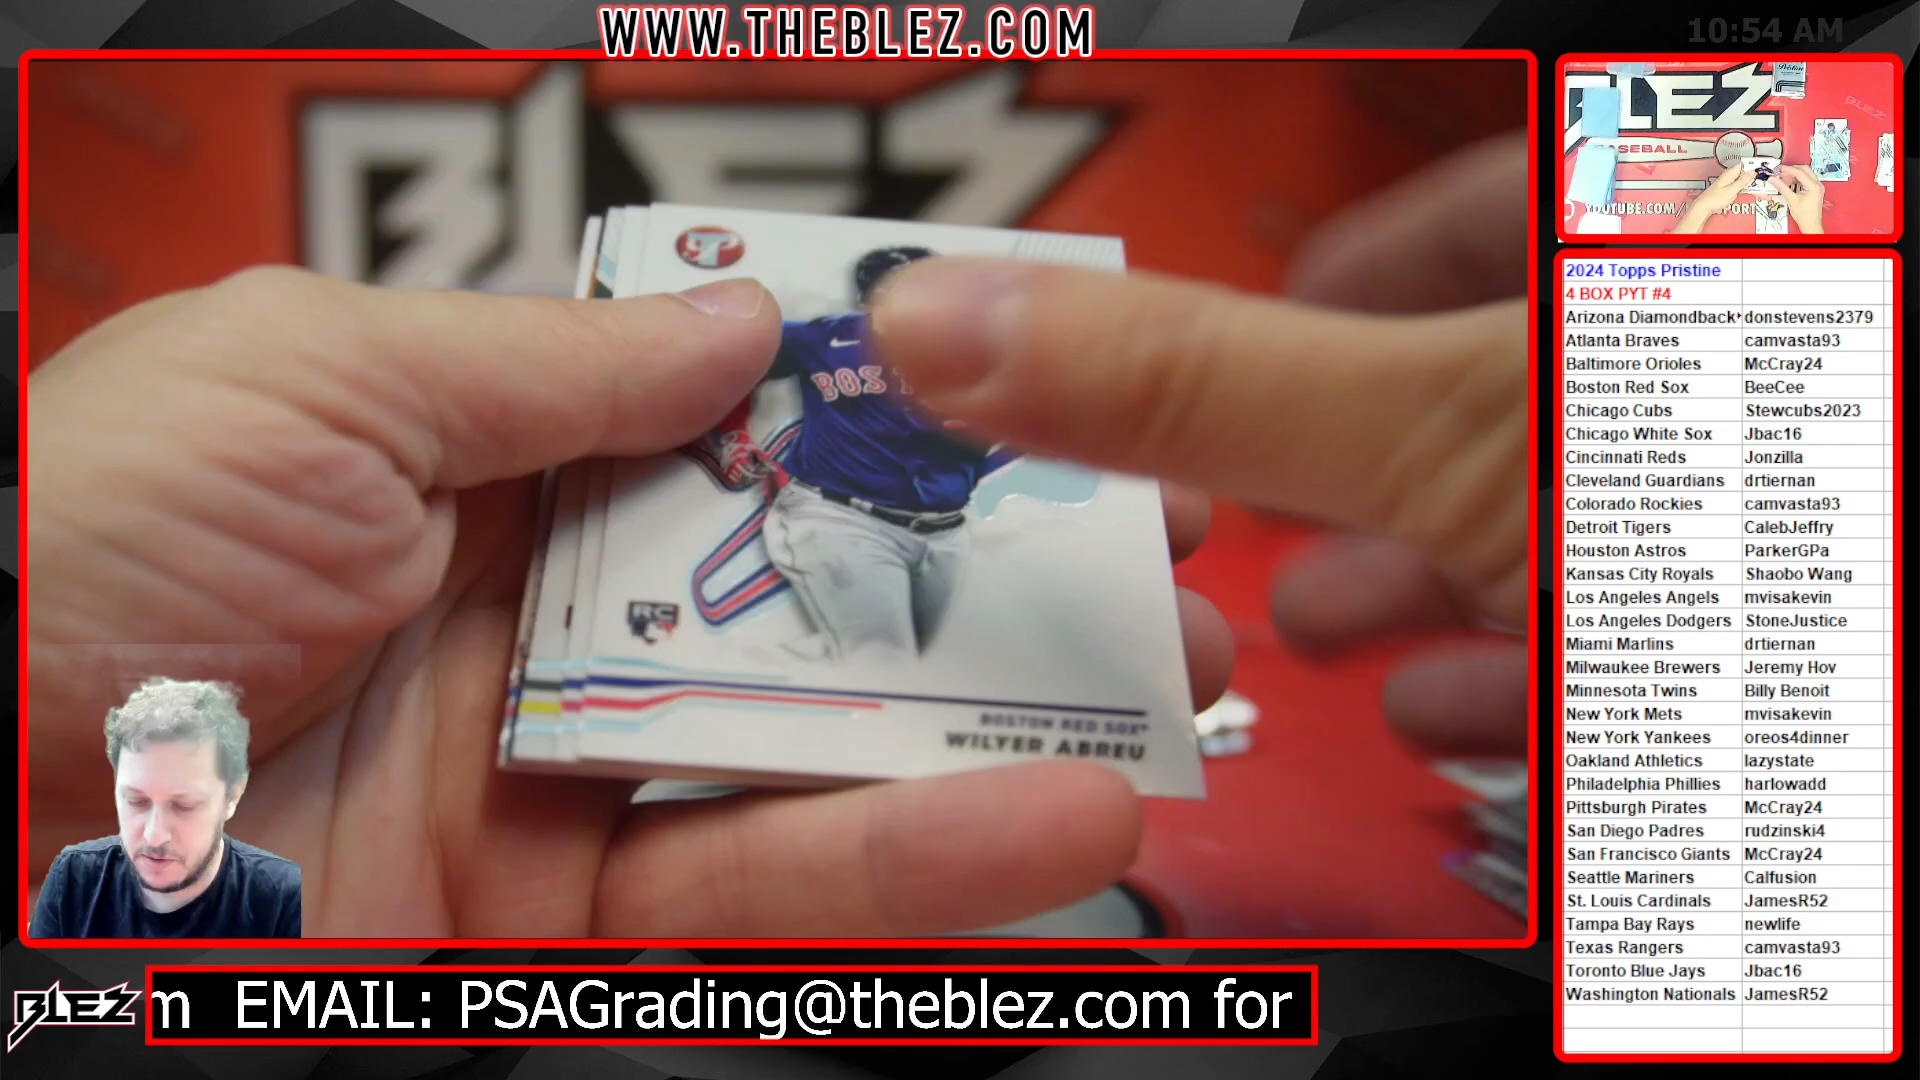 WWW.THEBLEZ.COM
10:54 AM
BLEZ
BOS
RC
BOSTON RED SOX
WILYER ABREU
BLEZ
BASEBALL
YOUTUBE.COM/
2024 Topps Pristine
4 BOX PYT #4
Arizona Diamondback donstevens2379
Atlanta Braves camvasta93
Baltimore Orioles McCray24
Boston Red Sox BeeCee
Chicago Cubs Stewcubs2023
Chicago White Sox Jbac16
Cincinnati Reds Jonzilla
Cleveland Guardians drtiernan
Colorado Rockies camvasta93
Detroit Tigers CalebJeffry
Houston Astros ParkerGPa
Kansas City Royals Shaobo Wang
Los Angeles Angels mvisakevin
Los Angeles Dodgers StoneJustice
Miami Marlins drtiernan
Milwaukee Brewers Jeremy Hov
Minnesota Twins Billy Benoit
New York Mets mvisakevin
New York Yankees oreos4dinner
Oakland Athletics lazystate
Philadelphia Phillies harlowadd
Pittsburgh Pirates McCray24
San Diego Padres rudzinski4
San Francisco Giants McCray24
Seattle Mariners Calfusion
St. Louis Cardinals JamesR52
Tampa Bay Rays newlife
Texas Rangers camvasta93
Toronto Blue Jays Jbac16
Washington Nationals JamesR52
BLEZ
m EMAIL: PSAGrading@theblez.com for